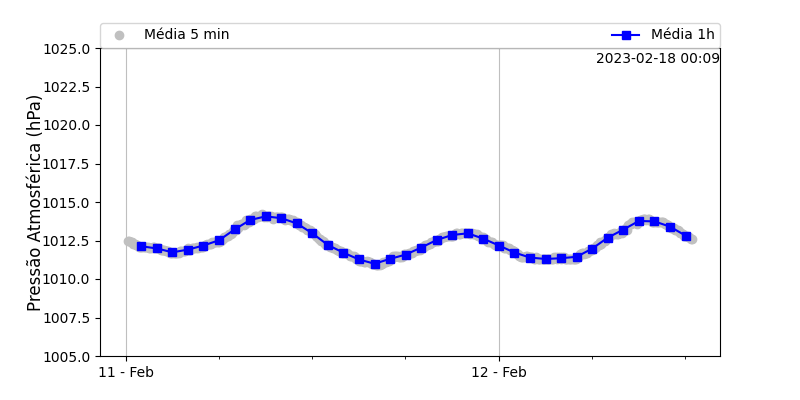 Média 5 min
Média 1h
2023-02-18 00:09
Pressão Atmosférica (hPa)
1025.0
1022.5
1020.0
1017.5
1015.0
1012.5
1010.0
1007.5
1005.0
11 - Feb
12 - Feb